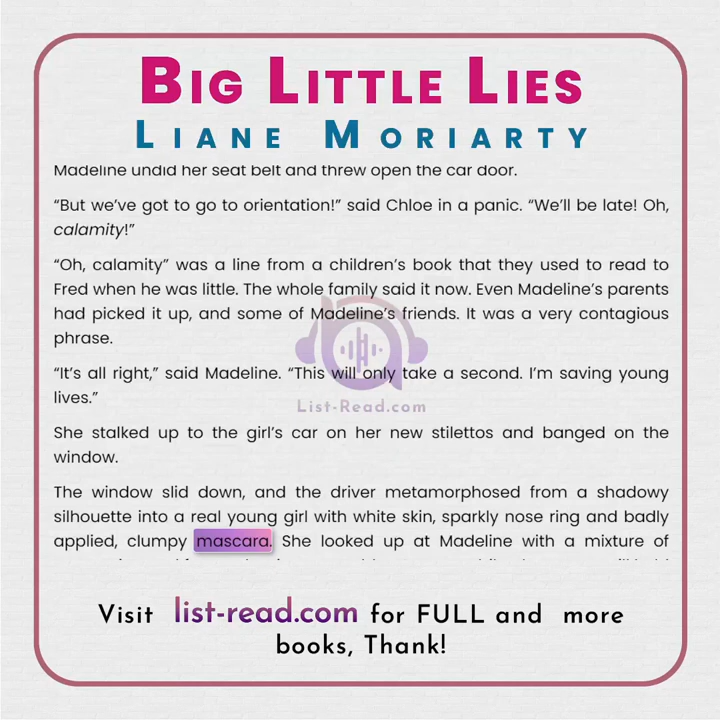 BIG LITTLE LIES
LIANE MORIARTY
Madeline undid her seat belt and threw open the car door.
“But we’ve got to go to orientation!” said Chloe in a panic. “We’ll be late! Oh,
calamity!”
“Oh, calamity” was a line from a children’s book that they used to read to
Fred when he was little. The whole family said it now. Even Madeline’s parents
had picked it up, and some of Madeline’s friends. It was a very contagious
phrase.
“It’s all right,” said Madeline. “This will only take a second. I’m saving young
lives.”
List-Read.com
She stalked up to the girl’s car on her new stilettos and banged on the
window.
The window slid down, and the driver metamorphosed from a shadowy
silhouette into a real young girl with white skin, sparkly nose ring and badly
applied, clumpy mascara. She looked up at Madeline with a mixture of
Visit list-read.com for FULL and more
books, Thank!